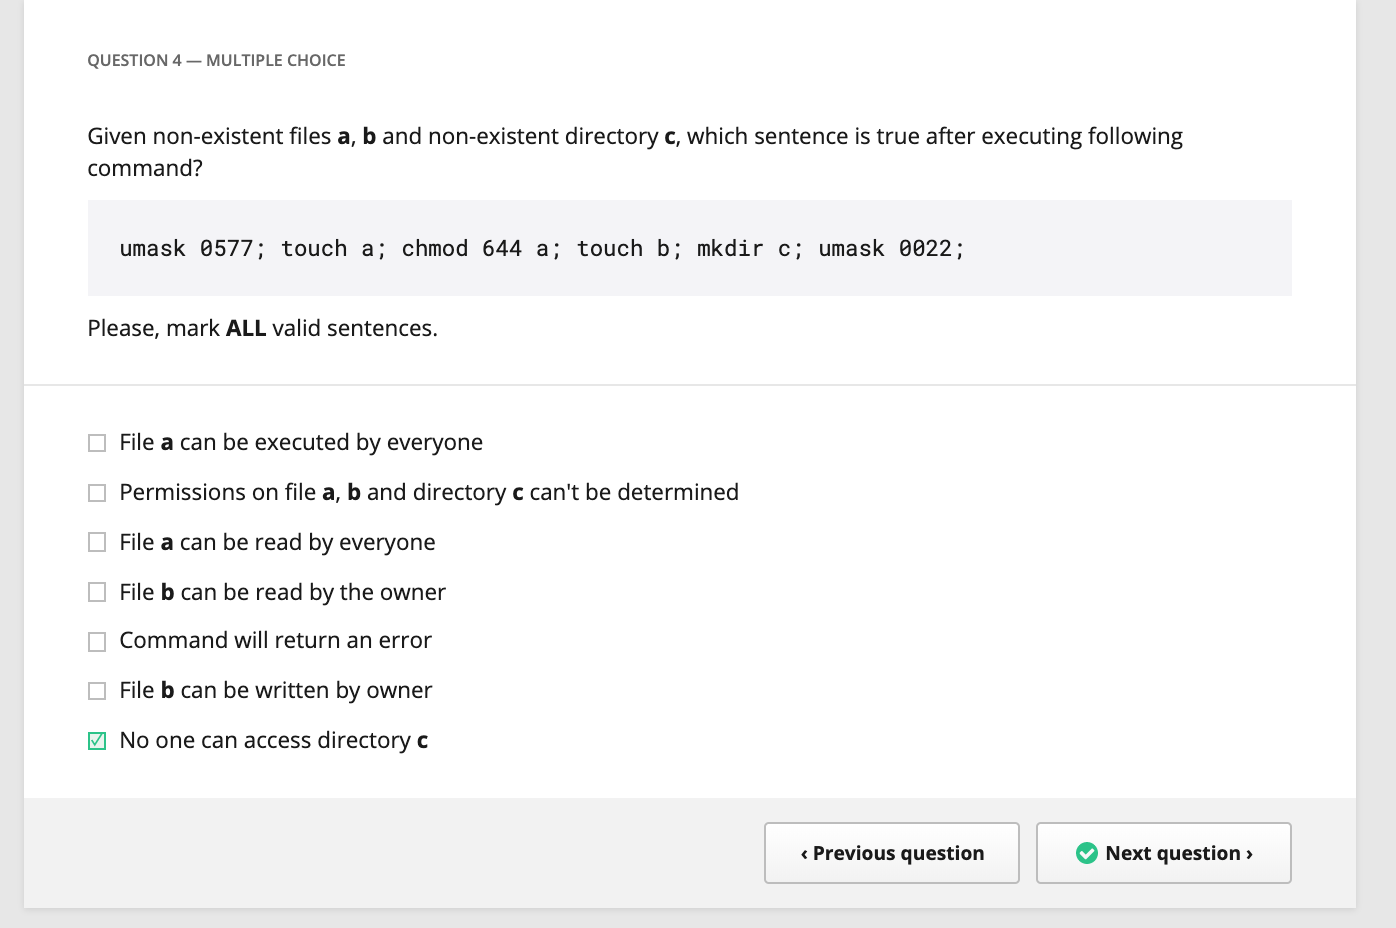 QUESTION 4 — MULTIPLE CHOICE
Given non-existent files a, b and non-existent directory c, which sentence is true after executing following
command?
umask 0577; touch a; chmod 644 a; touch b; mkdir c; umask 0022;
Please, mark ALL valid sentences.
File a can be executed by everyone
Permissions on file a, b and directory c can't be determined
File a can be read by everyone
File b can be read by the owner
Command will return an error
File b can be written by owner
No one can access directory c
‹ Previous question
Next question ›